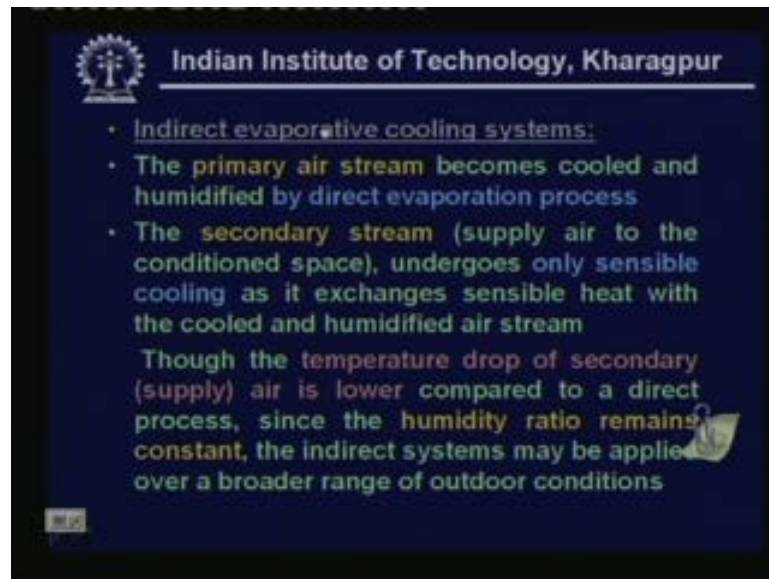 Indian Institute of Technology, Kharagpur
• Indirect evaporative cooling systems:
• The primary air stream becomes cooled and
humidified by direct evaporation process
• The secondary stream (supply air to the
conditioned space), undergoes only sensible
cooling as it exchanges sensible heat with
the cooled and humidified air stream
Though the temperature drop of secondary
(supply) air is lower compared to a direct
process, since the humidity ratio remains
constant, the indirect systems may be applied
over a broader range of outdoor conditions